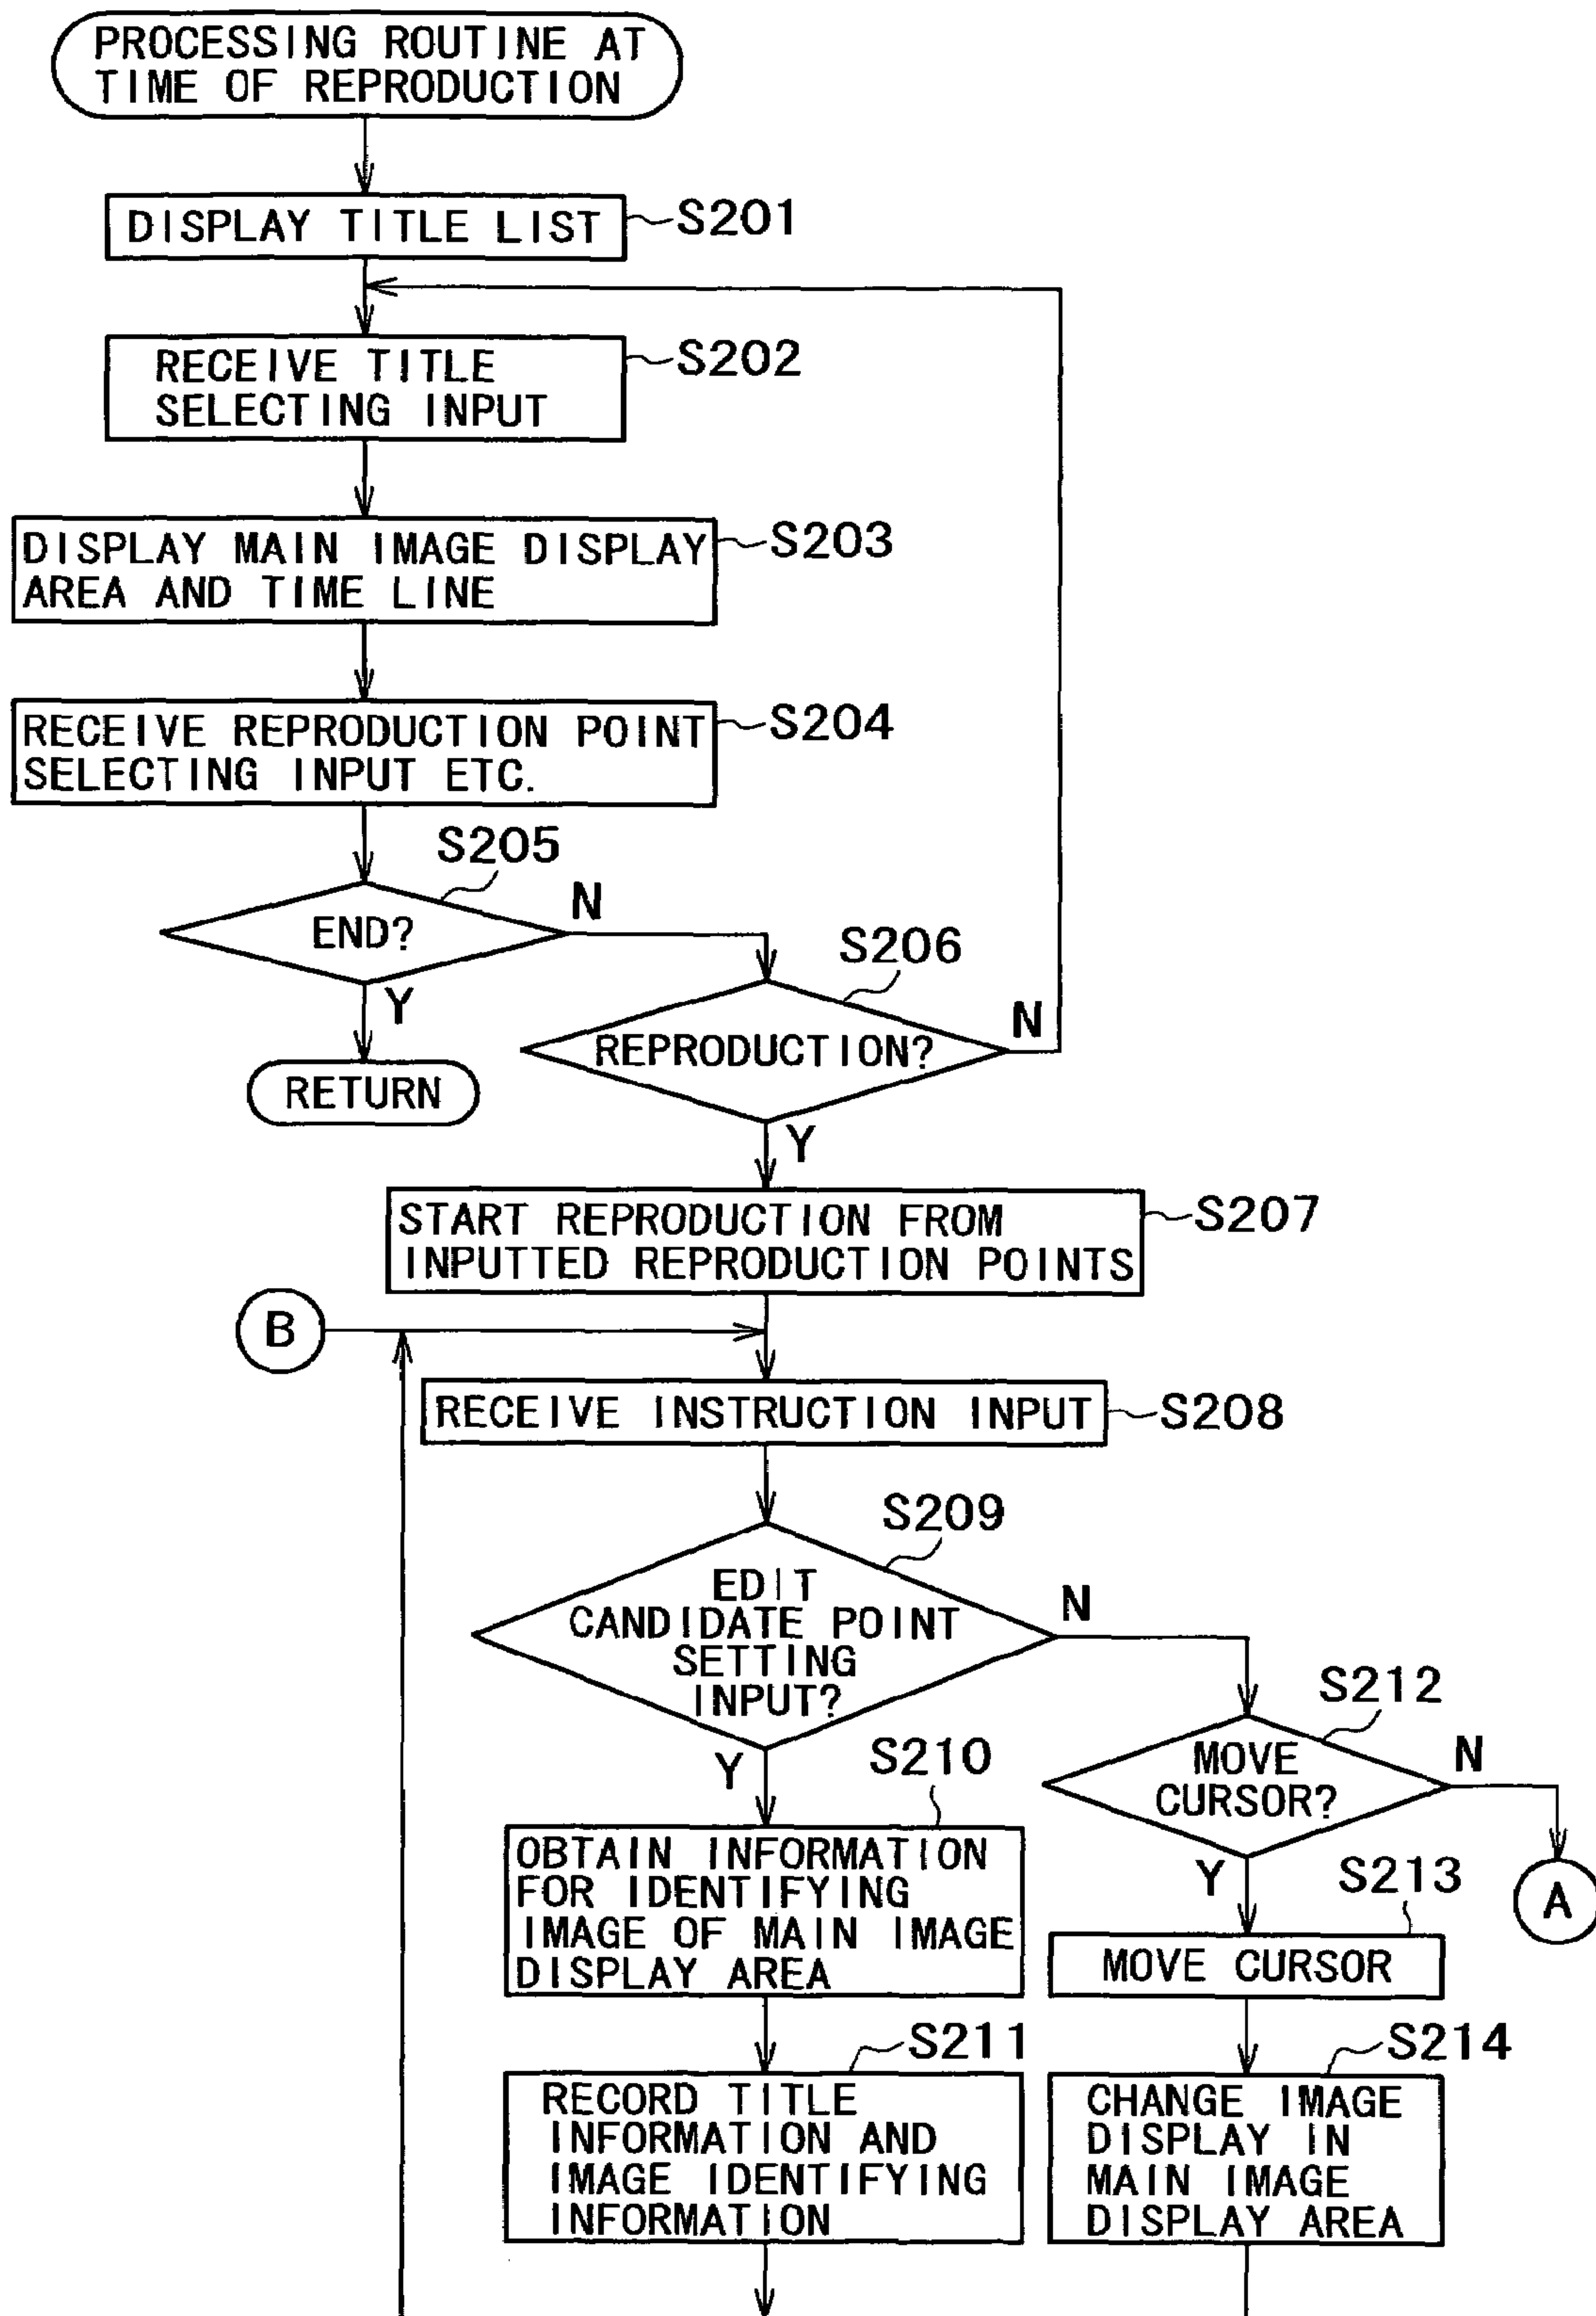 PROCESSING ROUTINE AT
TIME OF REPRODUCTION
DISPLAY TITLE LIST
S201
RECEIVE TITLE
SELECTING INPUT
S202
DISPLAY MAIN IMAGE DISPLAY
AREA AND TIME LINE
S203
RECEIVE REPRODUCTION POINT
SELECTING INPUT ETC.
S204
S205
END?
N
Y
RETURN
S206
REPRODUCTION?
N
Y
START REPRODUCTION FROM
INPUTTED REPRODUCTION POINTS
S207
B
RECEIVE INSTRUCTION INPUT
S208
S209
EDIT
CANDIDATE POINT
SETTING
INPUT?
N
Y
S210
OBTAIN INFORMATION
FOR IDENTIFYING
IMAGE OF MAIN IMAGE
DISPLAY AREA
S211
RECORD TITLE
INFORMATION AND
IMAGE IDENTIFYING
INFORMATION
S212
MOVE
CURSOR?
N
A
Y
S213
MOVE CURSOR
S214
CHANGE IMAGE
DISPLAY IN
MAIN IMAGE
DISPLAY AREA